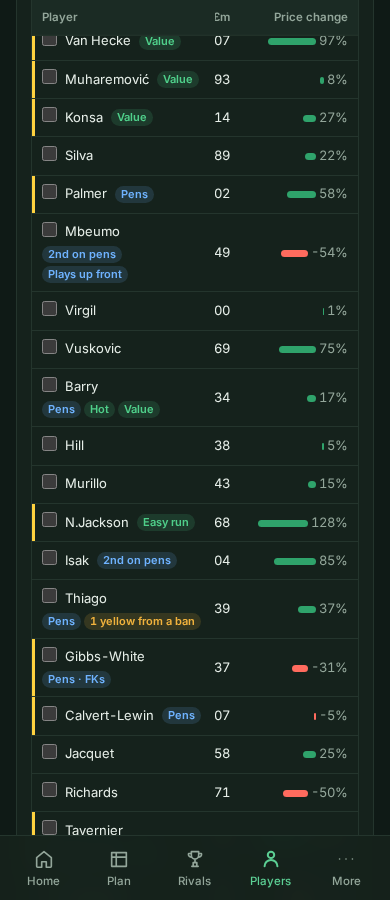 Player £m Price change
Van Hecke Value 07 97%
Muharemović Value 93 8%
Konsa Value 14 27%
Silva 89 22%
Palmer Pens 02 58%
Mbeumo
2nd on pens 49 -54%
Plays up front
Virgil 00 1%
Vuskovic 69 75%
Barry
Pens Hot Value 34 17%
Hill 38 5%
Murillo 43 15%
N.Jackson Easy run 68 128%
Isak 2nd on pens 04 85%
Thiago
Pens 1 yellow from a ban 39 37%
Gibbs-White
Pens · FKs 37 -31%
Calvert-Lewin Pens 07 -5%
Jacquet 58 25%
Richards 71 -50%
Tavernier
Home Plan Rivals Players More